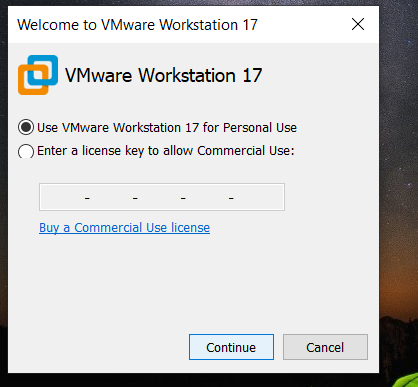 Welcome to VMware Workstation 17
VMware Workstation 17
Use VMware Workstation 17 for Personal Use
Enter a license key to allow Commercial Use:
- - - -
Buy a Commercial Use license
Continue Cancel